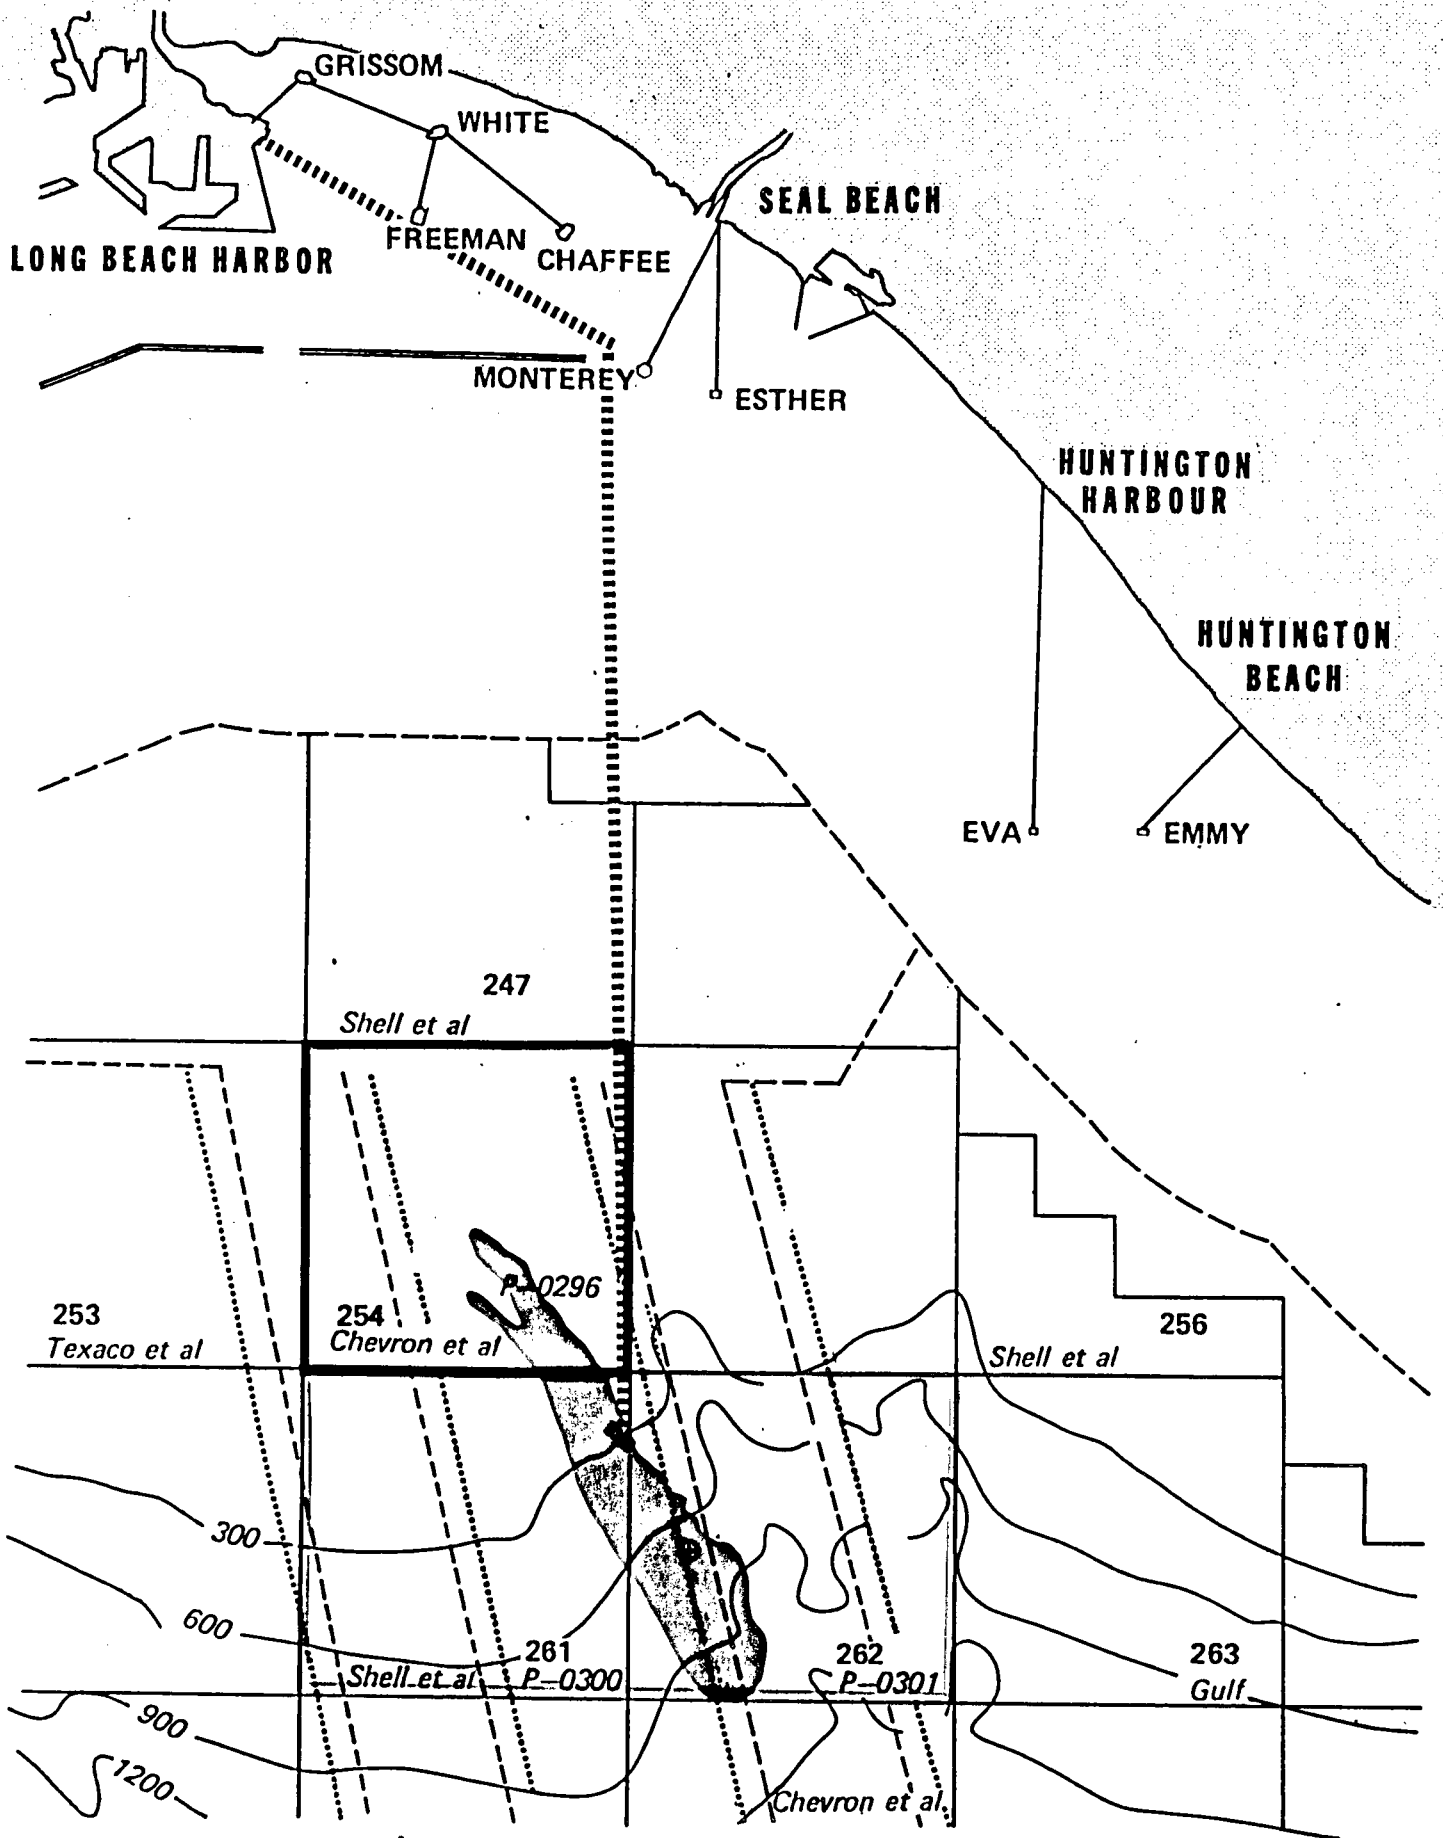 GRISSOM
WHITE
SEAL BEACH
FREEMAN
CHAFFEE
LONG BEACH HARBOR
MONTEREY
ESTHER
HUNTINGTON
HARBOUR
HUNTINGTON
BEACH
EVA
EMMY
247
Shell et al
P-0296
253
Texaco et al
254
Chevron et al
256
Shell et al
300
600
261
Shell et al P-0300
262
P-0301
263
Gulf
900
1200
Chevron et al